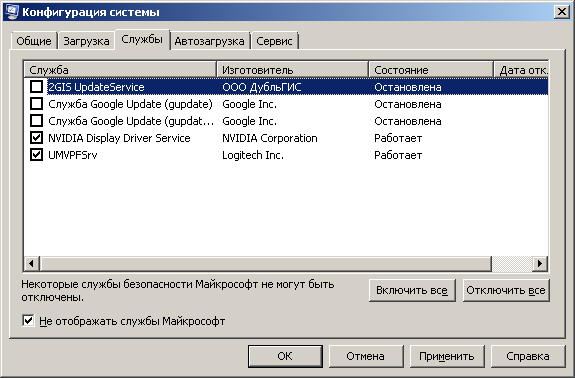 Конфигурация системы
Общие Загрузка Службы Автозагрузка Сервис
Служба Изготовитель Состояние Дата отк.
2GIS UpdateService ООО ДубльГИС Остановлена
Служба Google Update (gupdate) Google Inc. Остановлена
Служба Google Update (gupdat... Google Inc. Остановлена
NVIDIA Display Driver Service NVIDIA Corporation Работает
UMVPFSrv Logitech Inc. Работает
Некоторые службы безопасности Майкрософт не могут быть
отключены.
Включить все Отключить все
Не отображать службы Майкрософт
ОК Отмена Применить Справка